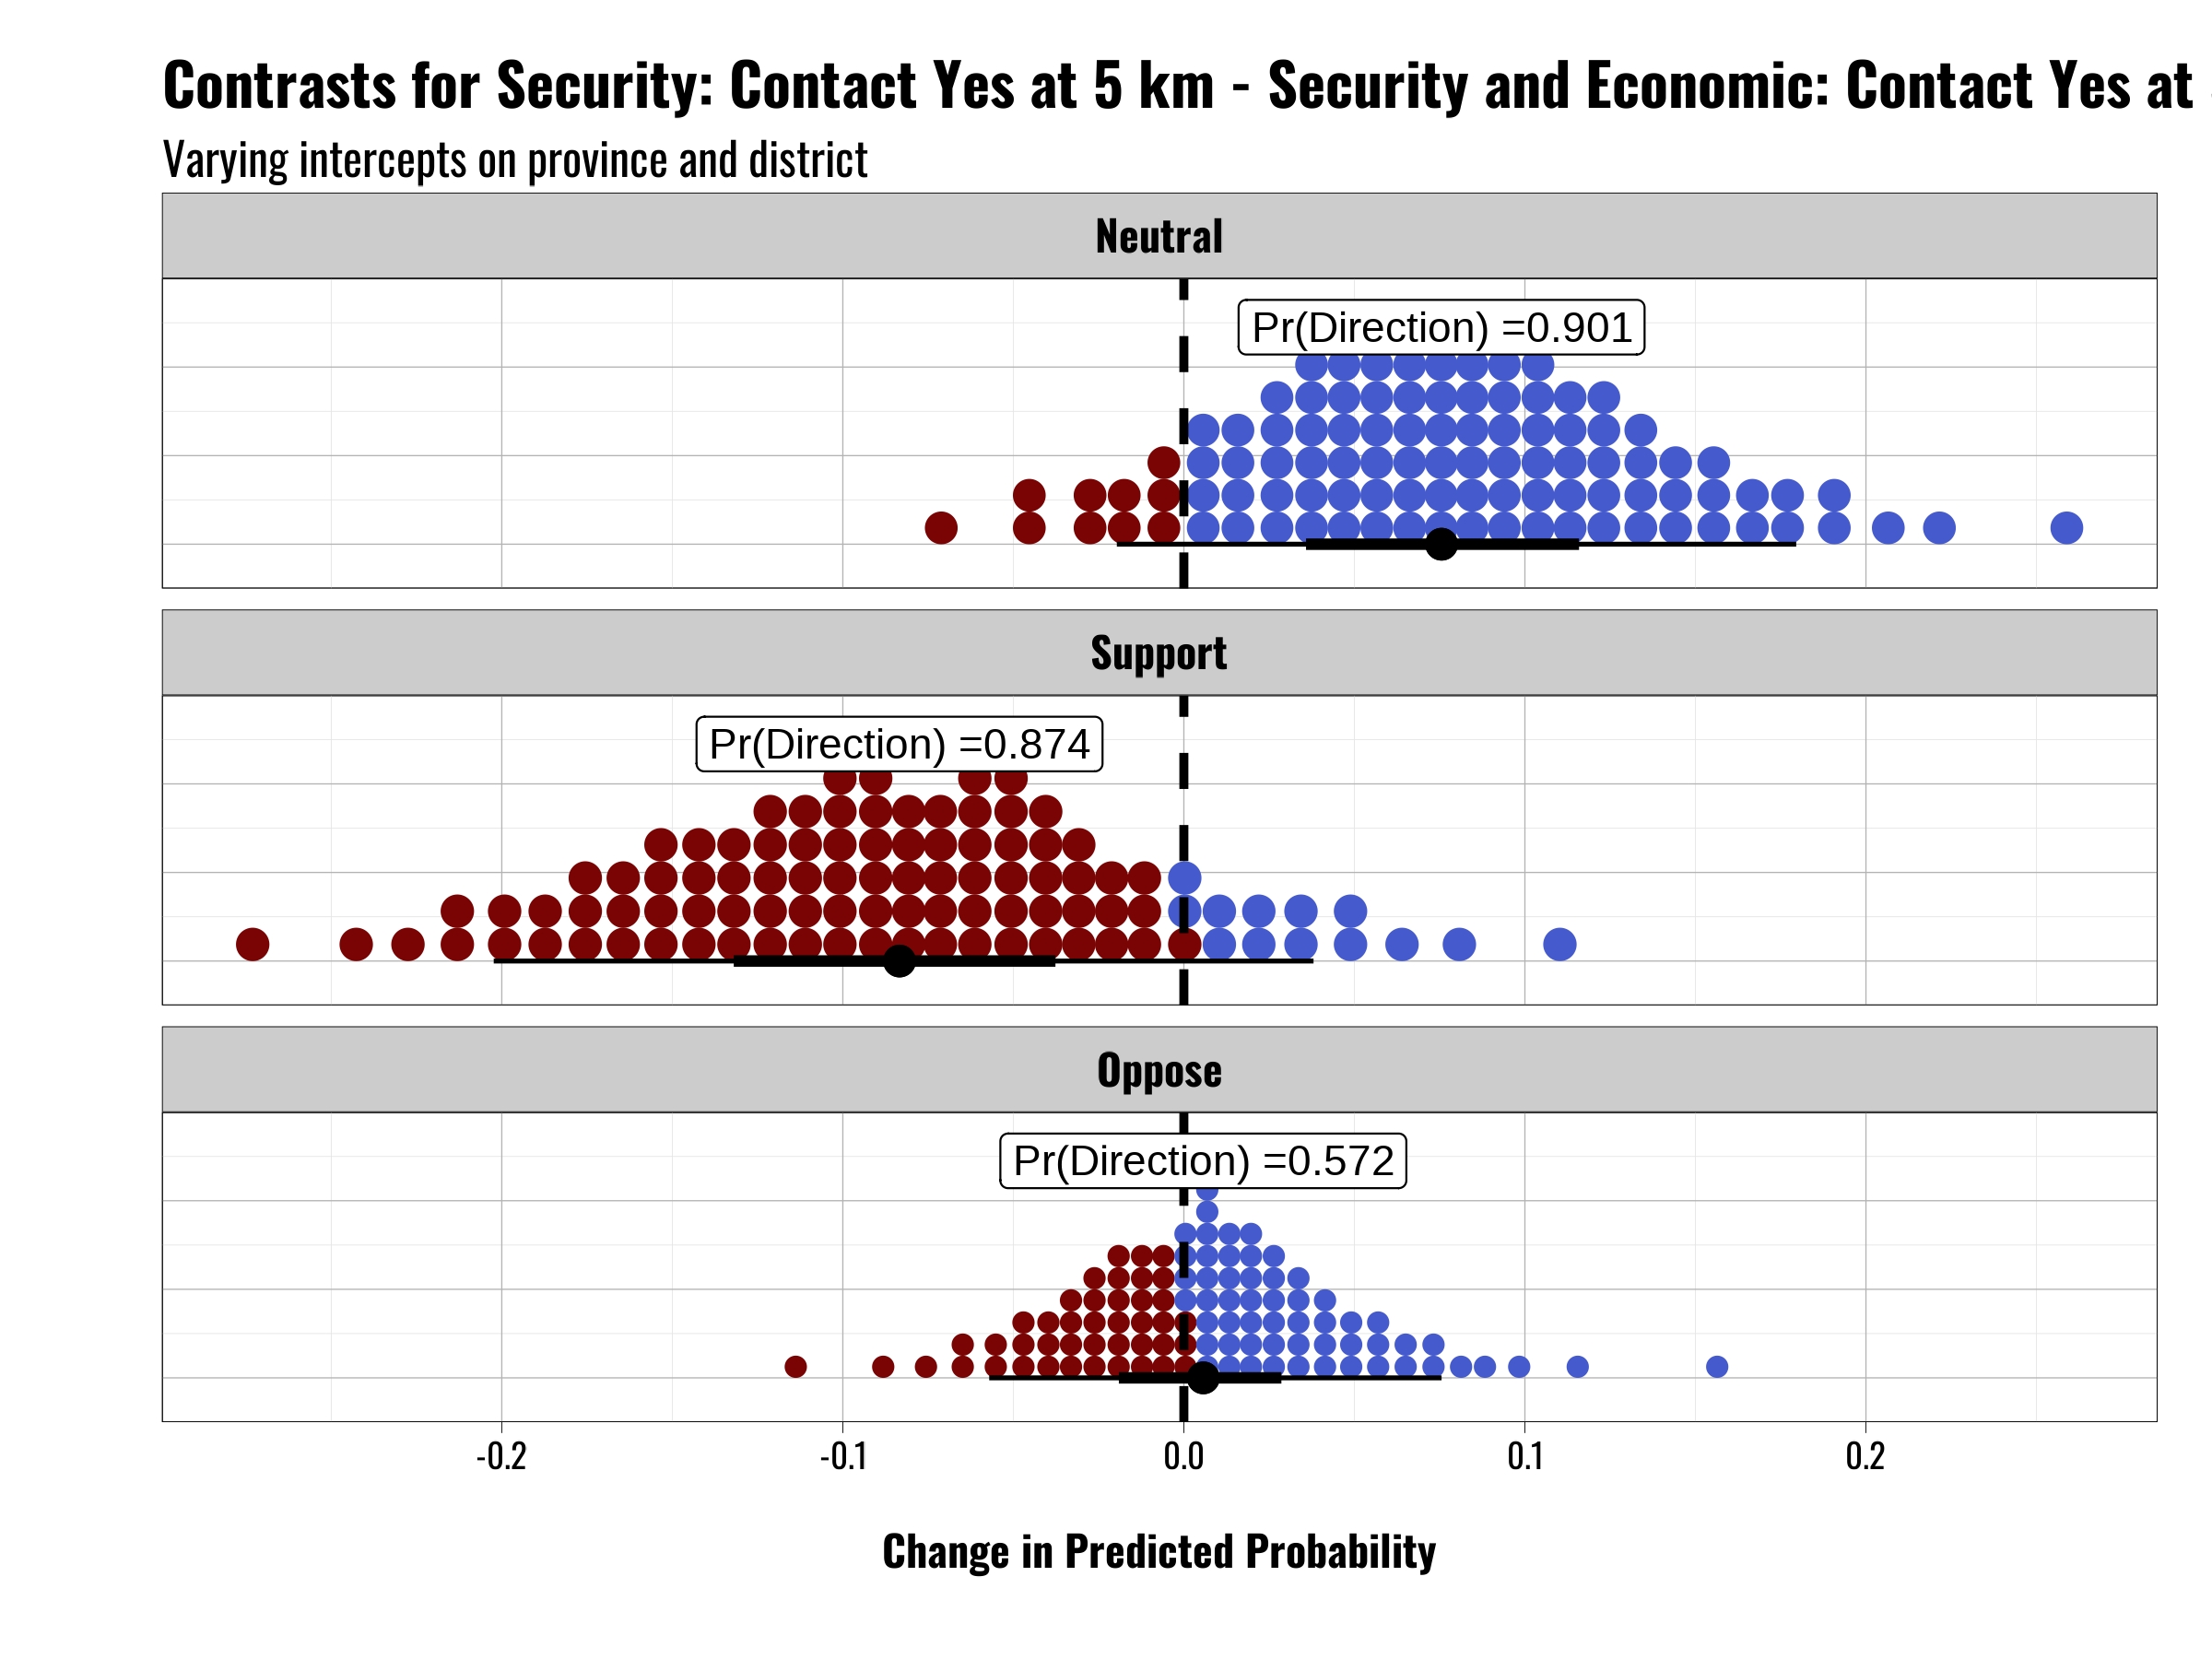 Contrasts for Security: Contact Yes at 5 km - Security and Economic: Contact Yes at
Varying intercepts on province and district
Neutral
Pr(Direction) =0.901
Support
Pr(Direction) =0.874
Oppose
Pr(Direction) =0.572
-0.2 -0.1 0.0 0.1 0.2
Change in Predicted Probability